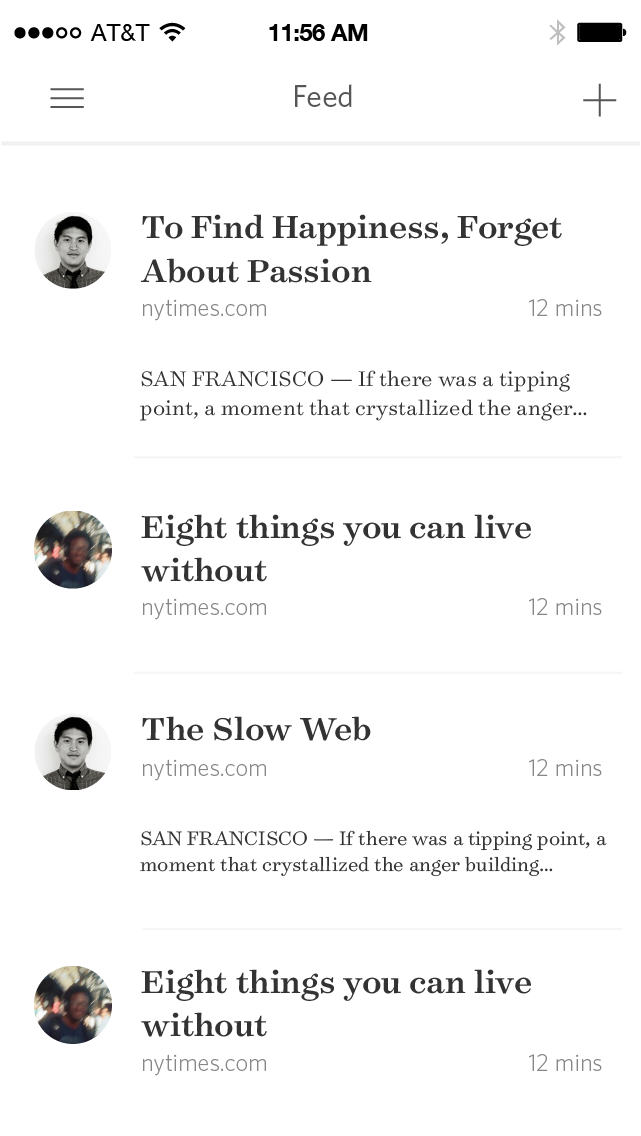 AT&T 11:56 AM
Feed
To Find Happiness, Forget
About Passion
nytimes.com 12 mins
SAN FRANCISCO — If there was a tipping
point, a moment that crystallized the anger...
Eight things you can live
without
nytimes.com 12 mins
The Slow Web
nytimes.com 12 mins
SAN FRANCISCO — If there was a tipping point, a
moment that crystallized the anger building...
Eight things you can live
without
nytimes.com 12 mins